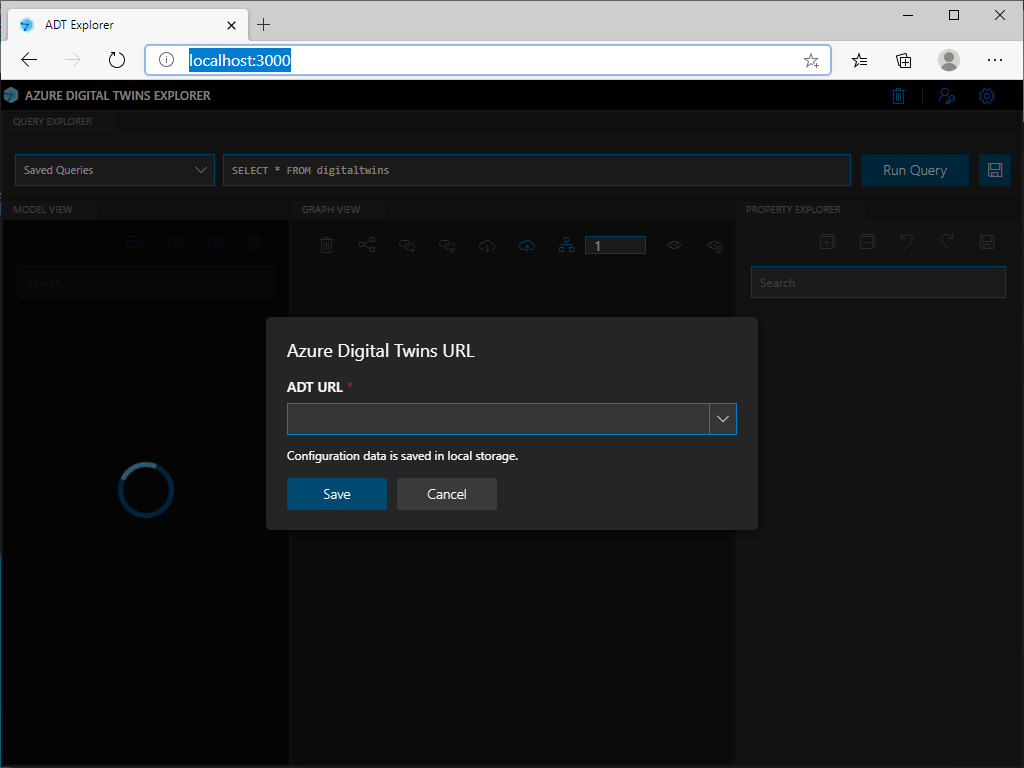 ADT Explorer
localhost:3000
AZURE DIGITAL TWINS EXPLORER
QUERY EXPLORER
Saved Queries
SELECT * FROM digitaltwins
Run Query
MODEL VIEW
GRAPH VIEW
PROPERTY EXPLORER
1
Search
Search
Azure Digital Twins URL
ADT URL *
Configuration data is saved in local storage.
Save
Cancel